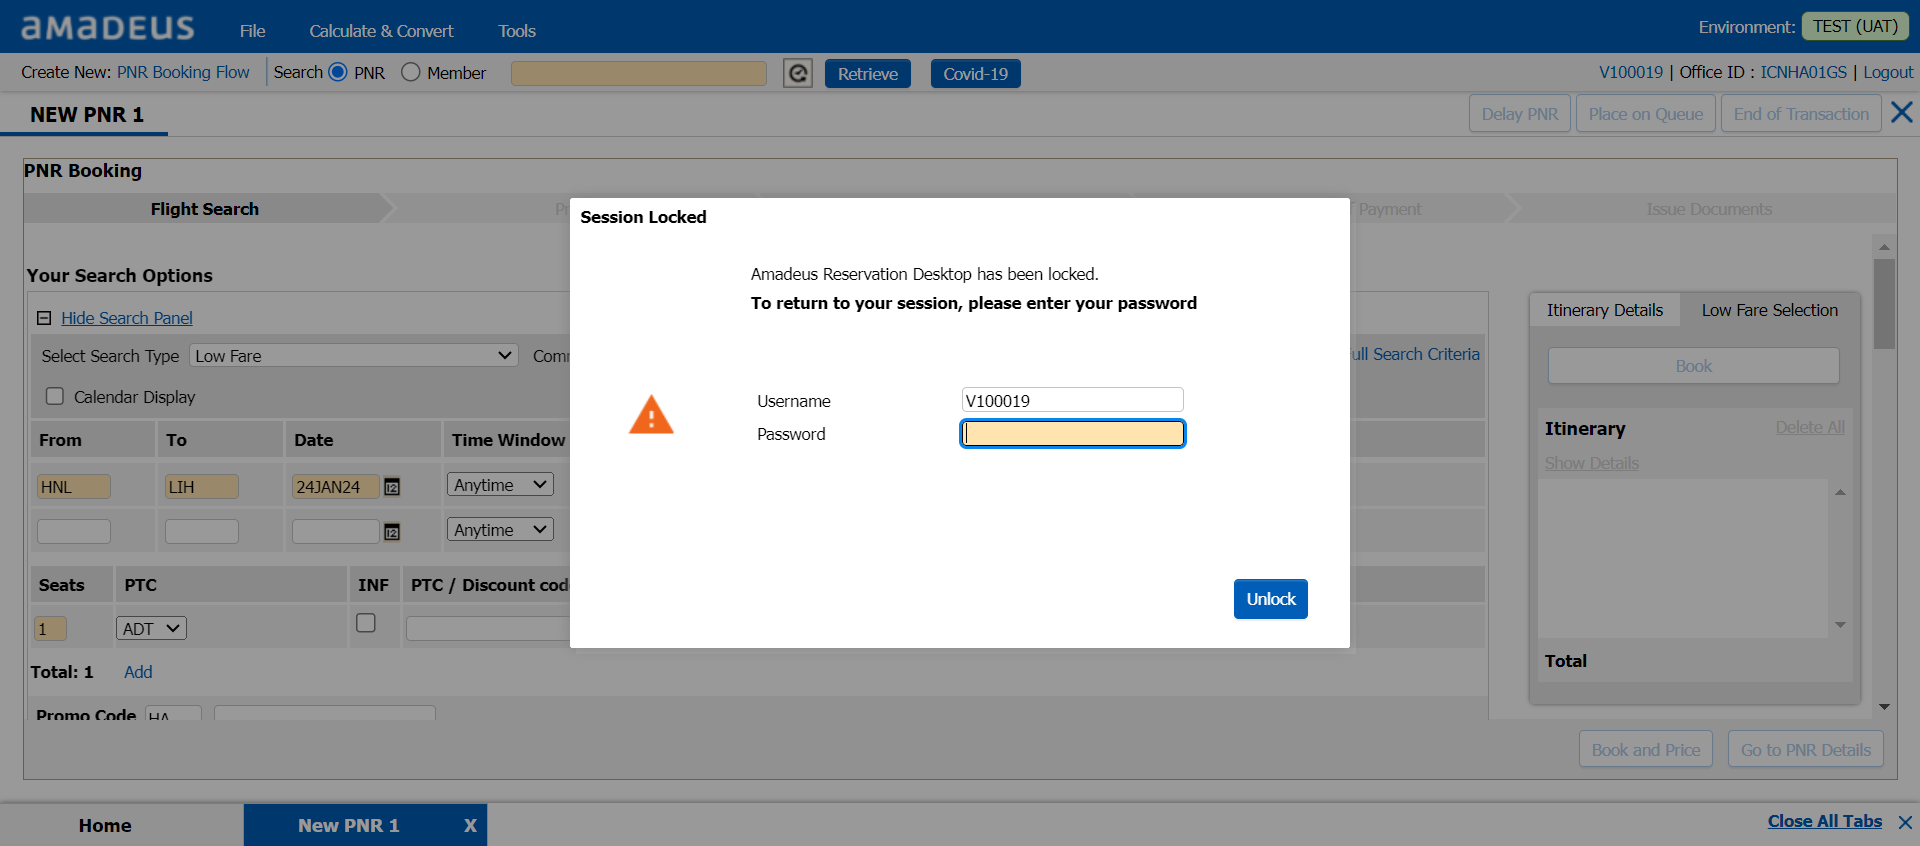 aMaDEUS File Calculate & Convert Tools Environment: TEST (UAT)
Create New: PNR Booking Flow Search PNR Member Retrieve Covid-19 V100019 | Office ID : ICNHA01GS | Logout
NEW PNR 1 Delay PNR Place on Queue End of Transaction
PNR Booking
Flight Search Payment Issue Documents
Session Locked
Amadeus Reservation Desktop has been locked.
To return to your session, please enter your password
Username V100019
Password
Unlock
Your Search Options
Hide Search Panel
Select Search Type Low Fare Search Criteria
Calendar Display
From To Date Time Window
HNL LIH 24JAN24 12 Anytime
12 Anytime
Seats PTC INF PTC / Discount cod
1 ADT
Total: 1 Add
Promo Code HA
Itinerary Details Low Fare Selection
Book
Itinerary Delete All
Show Details
Total
Book and Price Go to PNR Details
Home New PNR 1 X Close All Tabs